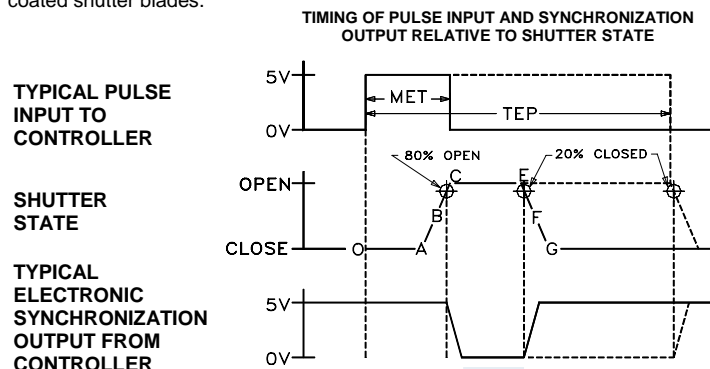 coated shutter blades.
TIMING OF PULSE INPUT AND SYNCHRONIZATION
OUTPUT RELATIVE TO SHUTTER STATE
TYPICAL PULSE
INPUT TO
CONTROLLER
5V
0V
MET
TEP
SHUTTER
STATE
OPEN
CLOSE
80% OPEN
20% CLOSED
O
A
B
C
E
F
G
TYPICAL
ELECTRONIC
SYNCHRONIZATION
OUTPUT FROM
CONTROLLER
5V
0V